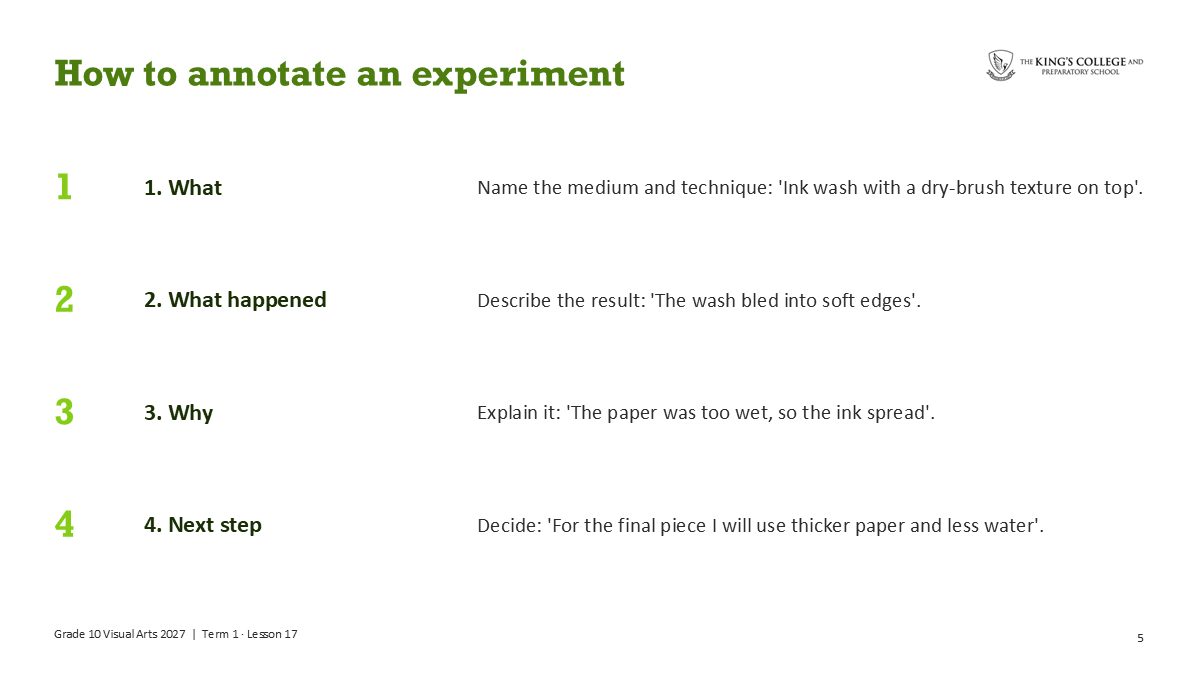 How to annotate an experiment
THE KING'S COLLEGE AND
PREPARATORY SCHOOL
1
1. What
Name the medium and technique: 'Ink wash with a dry-brush texture on top'.
2
2. What happened
Describe the result: 'The wash bled into soft edges'.
3
3. Why
Explain it: 'The paper was too wet, so the ink spread'.
4
4. Next step
Decide: 'For the final piece I will use thicker paper and less water'.
Grade 10 Visual Arts 2027 | Term 1 · Lesson 17
5